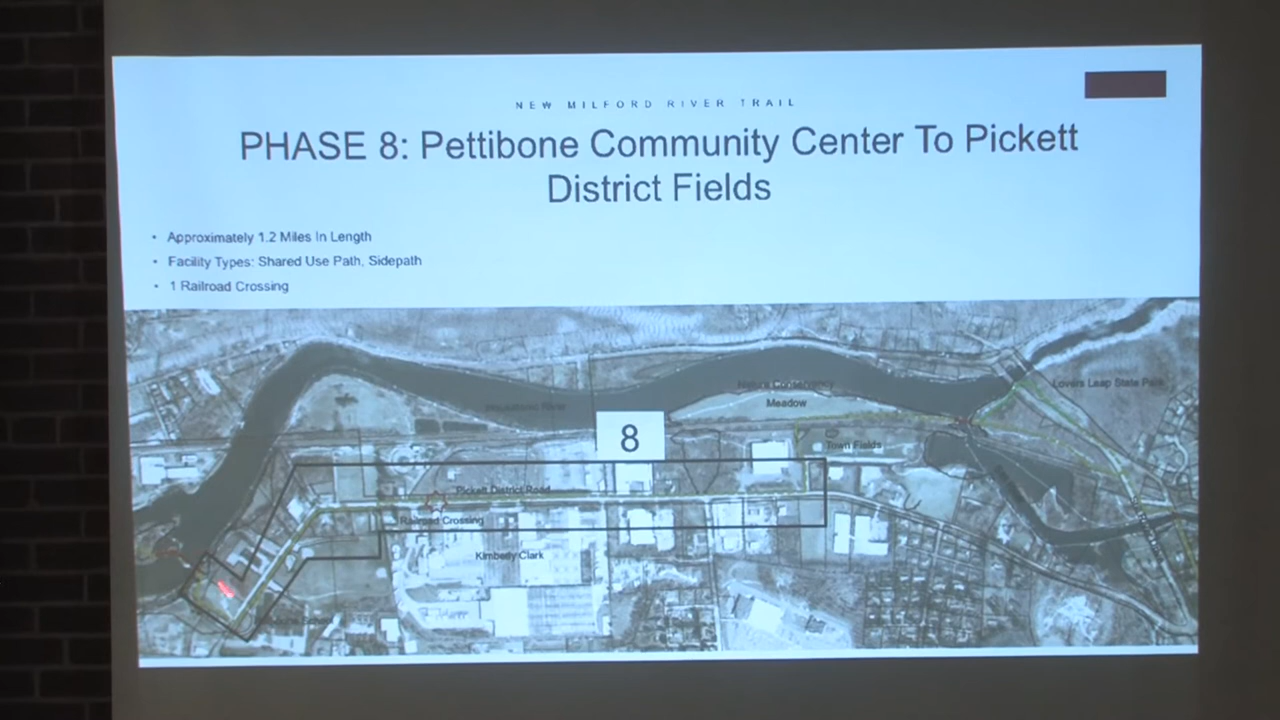 NEW MILFORD RIVER TRAIL
PHASE 8: Pettibone Community Center To Pickett
District Fields
• Approximately 1.2 Miles In Length
• Facility Types: Shared Use Path, Sidepath
• 1 Railroad Crossing
Lovers Leap State Park
Nature Conservancy
Meadow
8
Town Fields
Pickett District Road
Railroad Crossing
Kimberly Clark